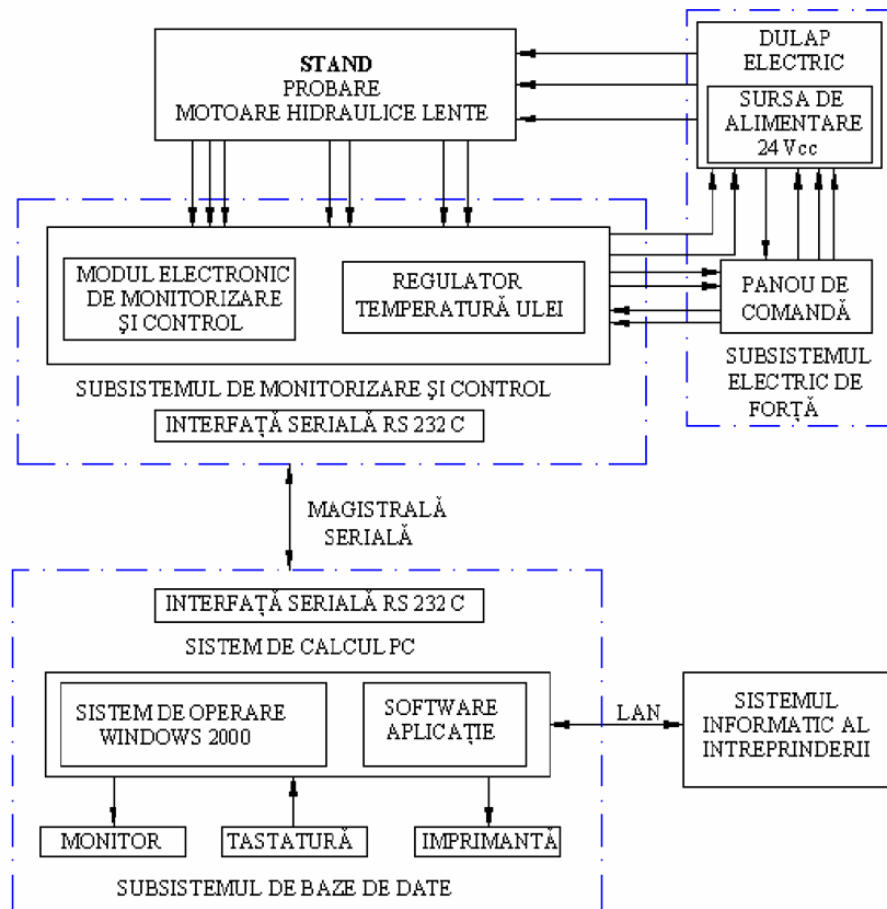 STAND
PROBARE
MOTOARE HIDRAULICE LENTE
DULAP
ELECTRIC
SURSA DE
ALIMENTARE
24 Vcc
MODUL ELECTRONIC
DE MONITORIZARE
ŞI CONTROL
REGULATOR
TEMPERATURĂ ULEI
PANOU DE
COMANDĂ
SUBSISTEMUL DE MONITORIZARE ŞI CONTROL
INTERFAŢĂ SERIALĂ RS 232 C
SUBSISTEMUL
ELECTRIC DE
FORŢĂ
MAGISTRALĂ
SERIALĂ
INTERFAŢĂ SERIALĂ RS 232 C
SISTEM DE CALCUL PC
SISTEM DE OPERARE
WINDOWS 2000
SOFTWARE
APLICAŢIE
LAN
SISTEMUL
INFORMATIC AL
INTREPRINDERII
MONITOR
TASTATURĂ
IMPRIMANTĂ
SUBSISTEMUL DE BAZE DE DATE